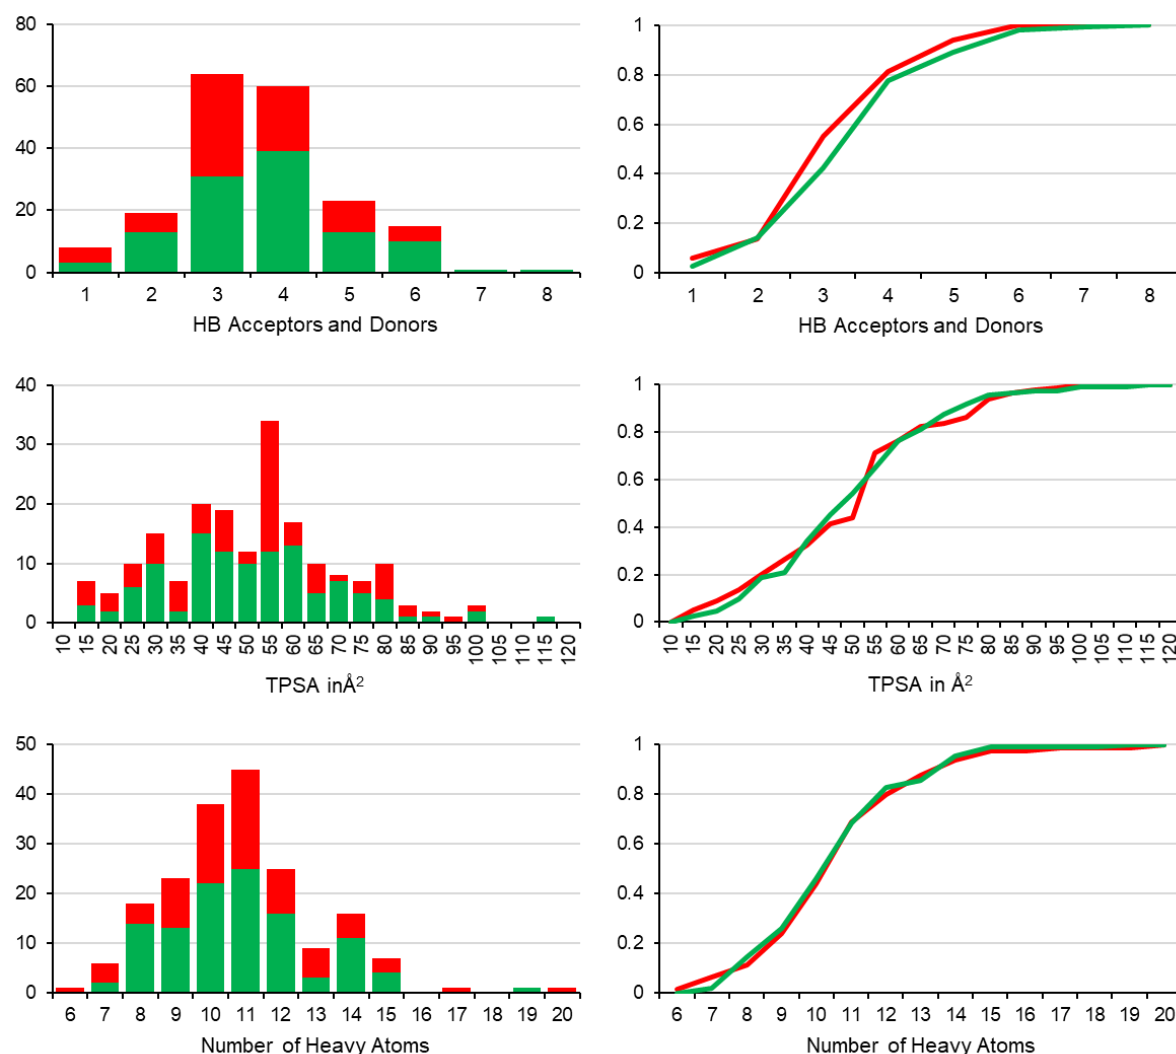 80
60
40
20
0
1 2 3 4 5 6 7 8
HB Acceptors and Donors
1
0.8
0.6
0.4
0.2
0
1 2 3 4 5 6 7 8
HB Acceptors and Donors
40
30
20
10
0
10 15 20 25 30 35 40 45 50 55 60 65 70 75 80 85 90 95 100 105 110 115 120
TPSA inÅ²
1
0.8
0.6
0.4
0.2
0
10 15 20 25 30 35 40 45 50 55 60 65 70 75 80 85 90 95 100 105 110 115 120
TPSA in Å²
50
40
30
20
10
0
6 7 8 9 10 11 12 13 14 15 16 17 18 19 20
Number of Heavy Atoms
1
0.8
0.6
0.4
0.2
0
6 7 8 9 10 11 12 13 14 15 16 17 18 19 20
Number of Heavy Atoms